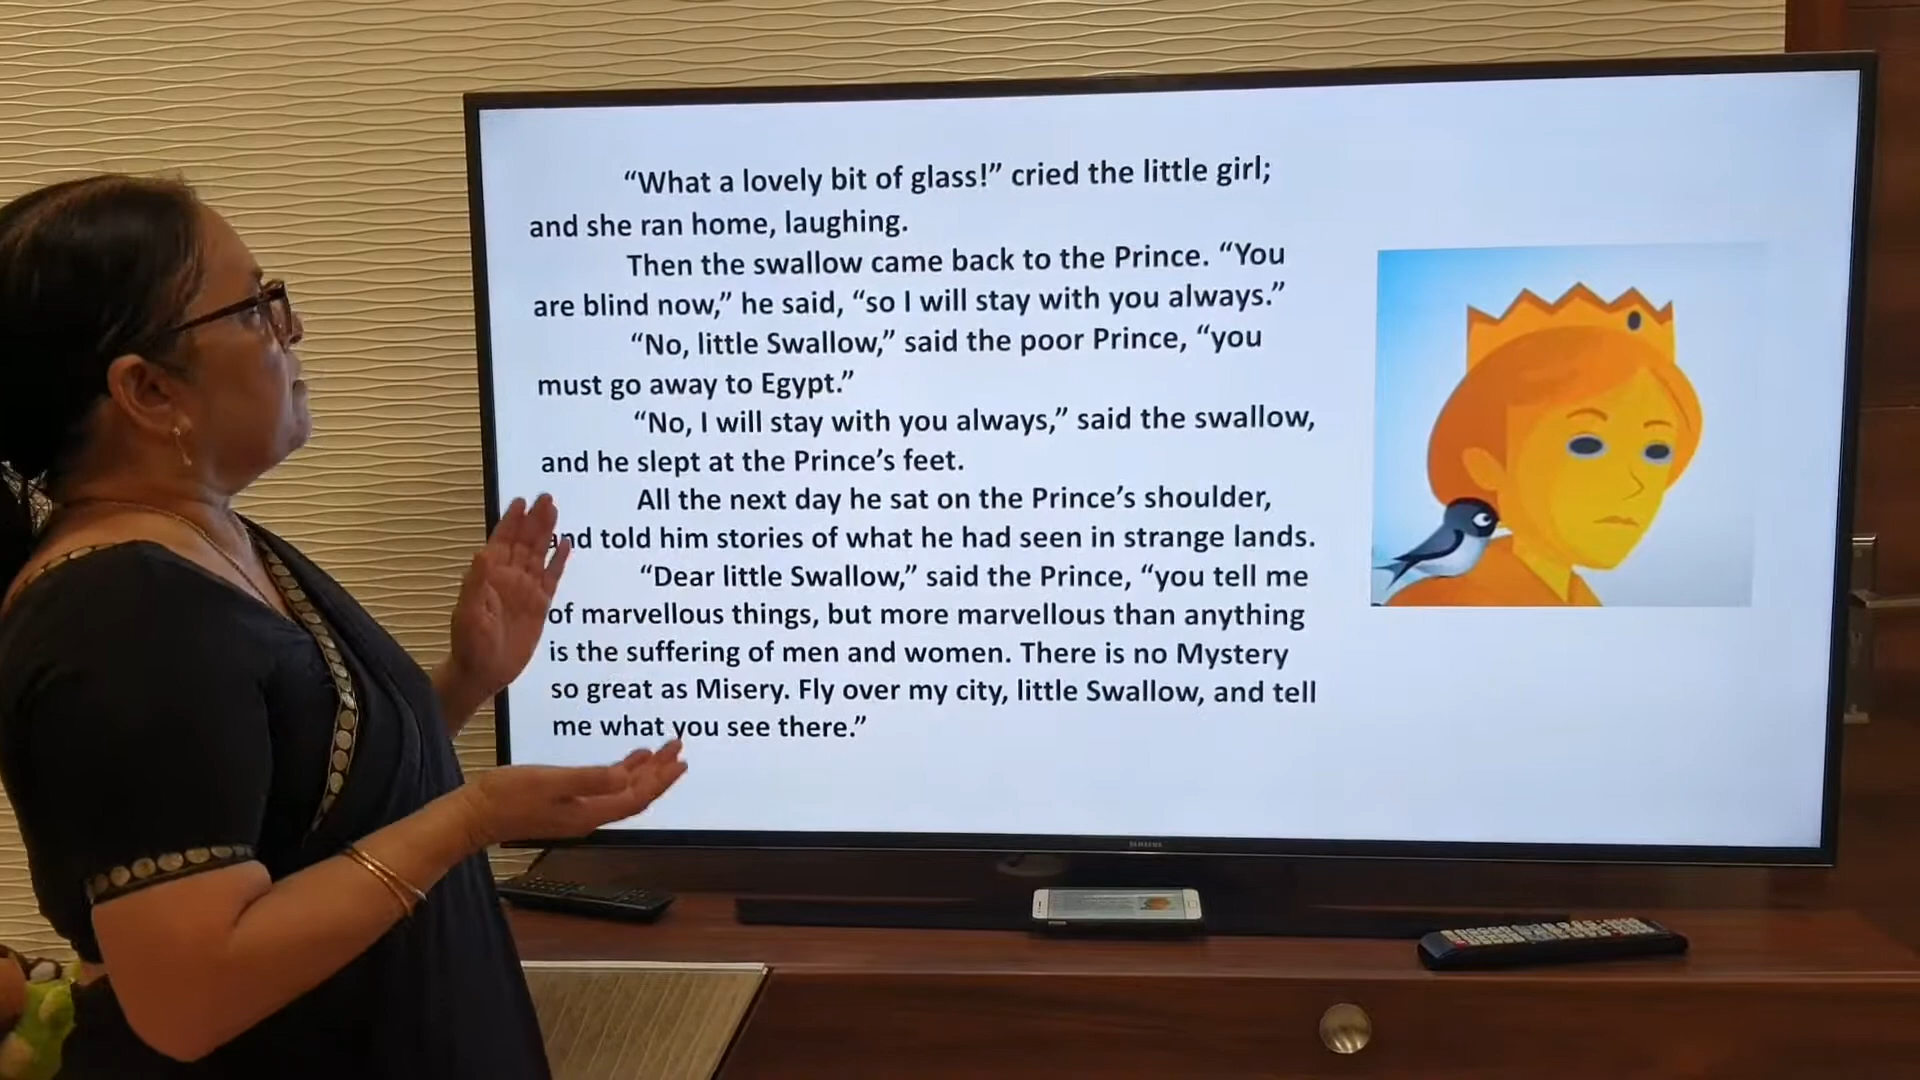 “What a lovely bit of glass!” cried the little girl;
and she ran home, laughing.
Then the swallow came back to the Prince. “You
are blind now,” he said, “so I will stay with you always.”
“No, little Swallow,” said the poor Prince, “you
must go away to Egypt.”
“No, I will stay with you always,” said the swallow,
and he slept at the Prince’s feet.
All the next day he sat on the Prince’s shoulder,
and told him stories of what he had seen in strange lands.
“Dear little Swallow,” said the Prince, “you tell me
of marvellous things, but more marvellous than anything
is the suffering of men and women. There is no Mystery
so great as Misery. Fly over my city, little Swallow, and tell
me what you see there.”
SAMSUNG